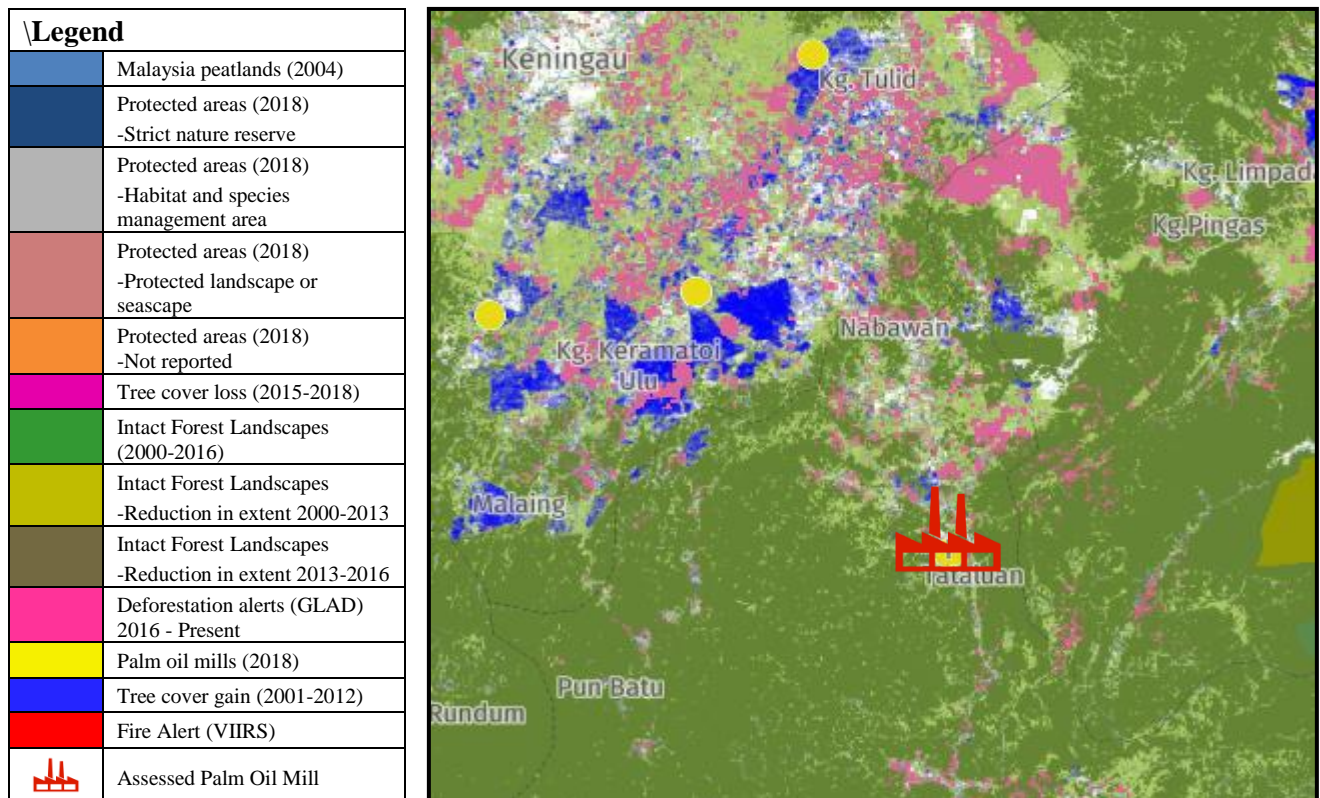 \Legend
Malaysia peatlands (2004)
Protected areas (2018)
-Strict nature reserve
Protected areas (2018)
-Habitat and species
management area
Protected areas (2018)
-Protected landscape or
seascape
Protected areas (2018)
-Not reported
Tree cover loss (2015-2018)
Intact Forest Landscapes
(2000-2016)
Intact Forest Landscapes
-Reduction in extent 2000-2013
Intact Forest Landscapes
-Reduction in extent 2013-2016
Deforestation alerts (GLAD)
2016 - Present
Palm oil mills (2018)
Tree cover gain (2001-2012)
Fire Alert (VIIRS)
Assessed Palm Oil Mill
Keningau
Kg. Tulid
Kg. Limpad
Kg.Pingas
Nabawan
Kg. Keramatoi
Ulu
Malaing
Tataluan
Pun Batu
Rundum